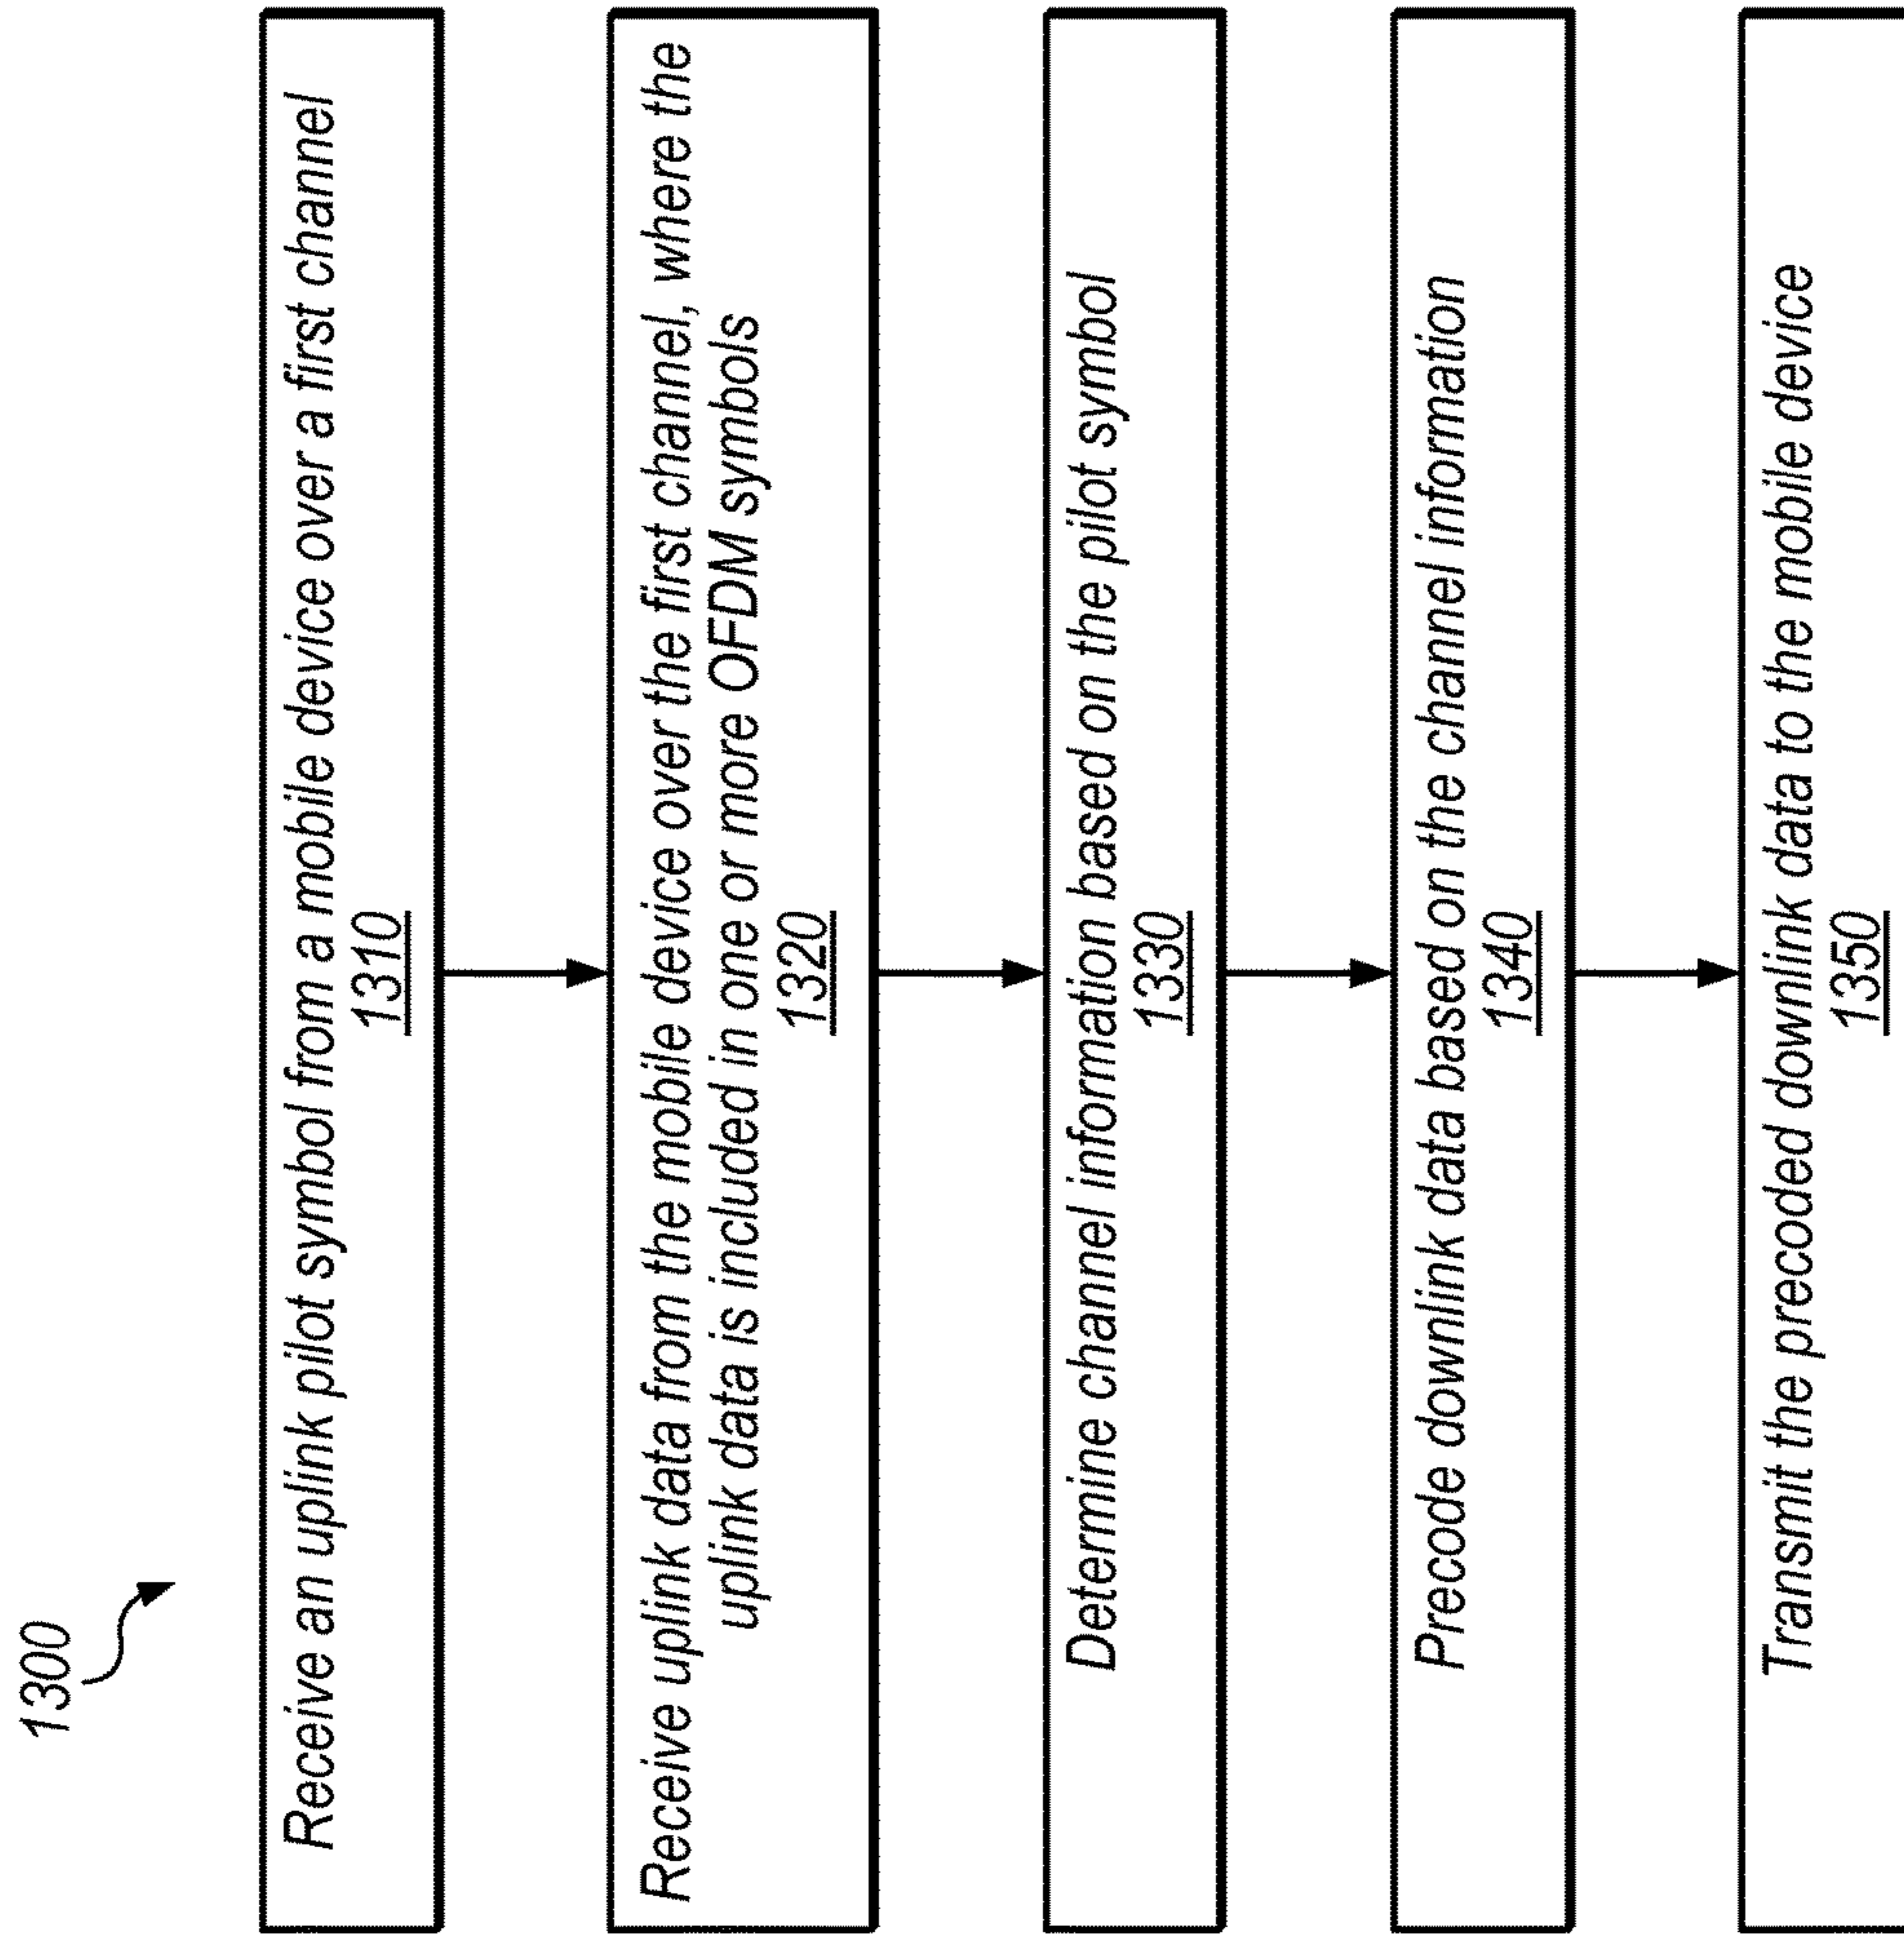 1300
Receive an uplink pilot symbol from a mobile device over a first channel
1310
Receive uplink data from the mobile device over the first channel, where the
uplink data is included in one or more OFDM symbols
1320
Determine channel information based on the pilot symbol
1330
Precode downlink data based on the channel information
1340
Transmit the precoded downlink data to the mobile device
1350